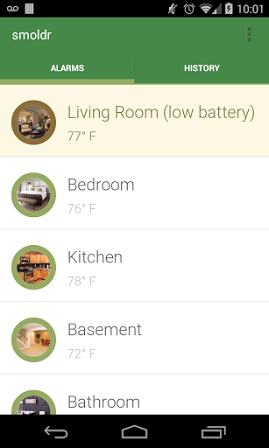 10:01
smoldr
ALARMS
HISTORY
Living Room (low battery)
77° F
Bedroom
76° F
Kitchen
78° F
Basement
72° F
Bathroom